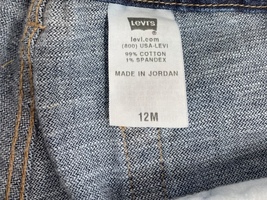 LEVI'S
levi.com
(800) USA-LEVI
99% COTTON
1% SPANDEX
MADE IN JORDAN
12M